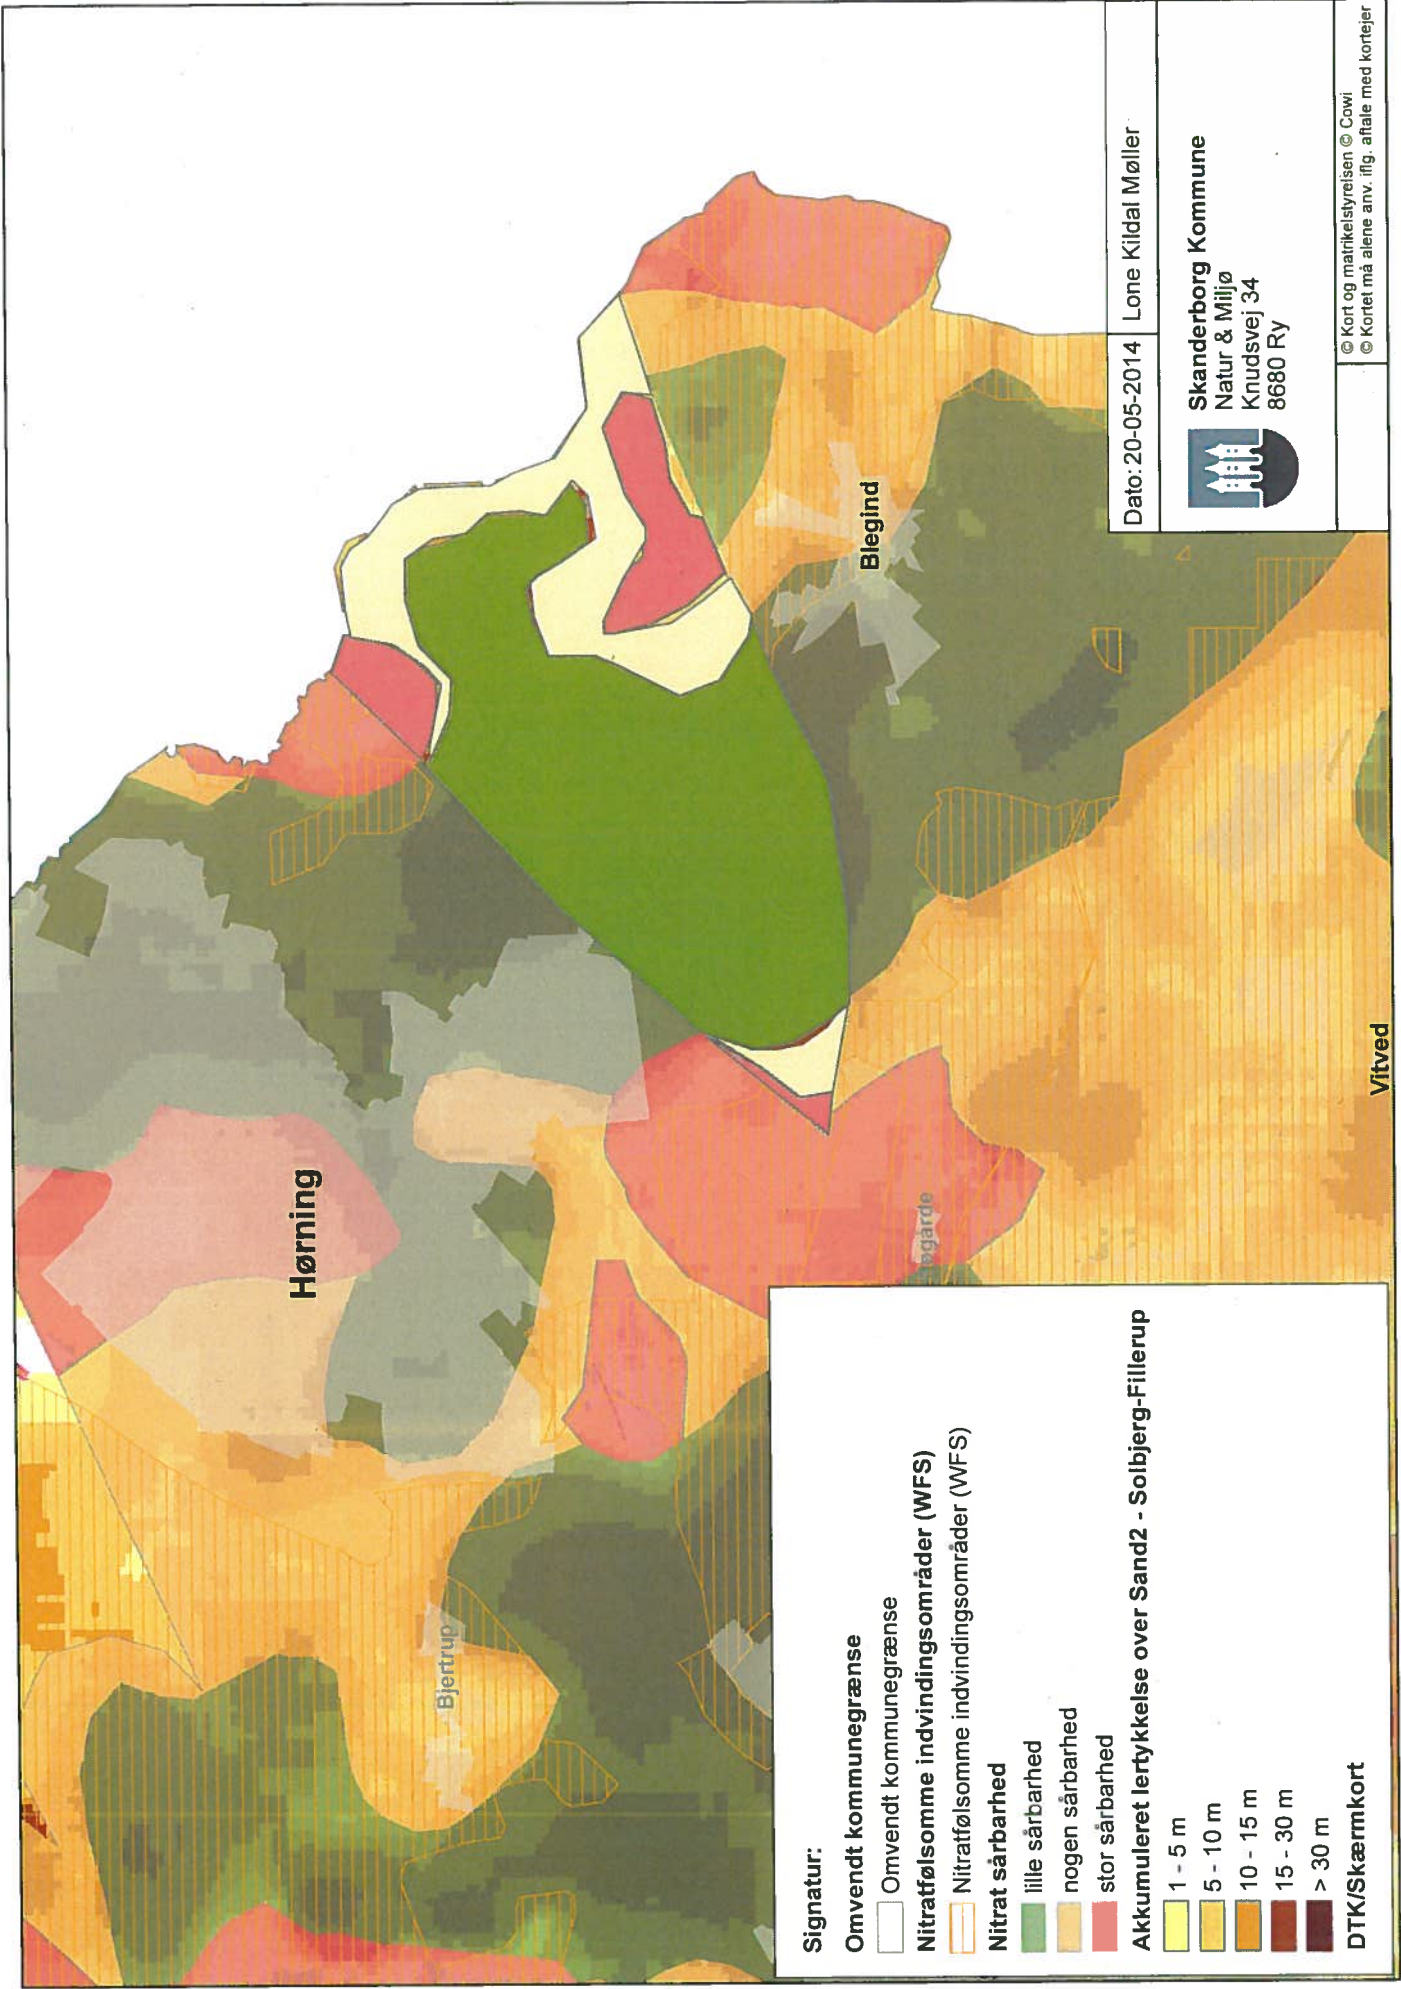 Hørning
Bjertrup
Blegind
Vitved
Signatur:
Omvendt kommunegrænse
Omvendt kommunegrænse
Nitratfølsomme indvindingsområder (WFS)
Nitratfølsomme indvindingsområder (WFS)
Nitrat sårbarhed
lille sårbarhed
nogen sårbarhed
stor sårbarhed
Akkumuleret lertykkelse over Sand2 - Solbjerg-Fillerup
1 - 5 m
5 - 10 m
10 - 15 m
15 - 30 m
> 30 m
DTK/Skærmkort
Dato: 20-05-2014 Lone Kildal Møller
Skanderborg Kommune
Natur & Miljø
Knudsvej 34
8680 Ry
© Kort og matrikelstyrelsen © Cowi
© Kortet må alene anv. iflg. aftale med kortejer